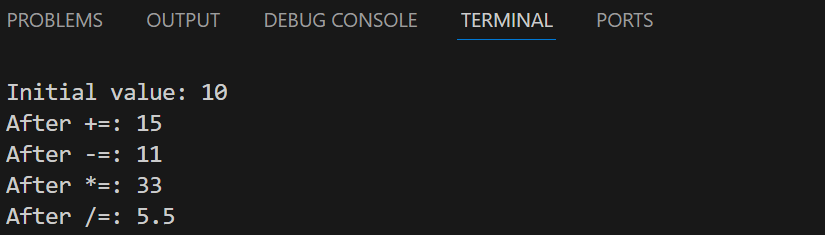 PROBLEMS OUTPUT DEBUG CONSOLE TERMINAL PORTS
Initial value: 10
After +=: 15
After -=: 11
After *=: 33
After /=: 5.5